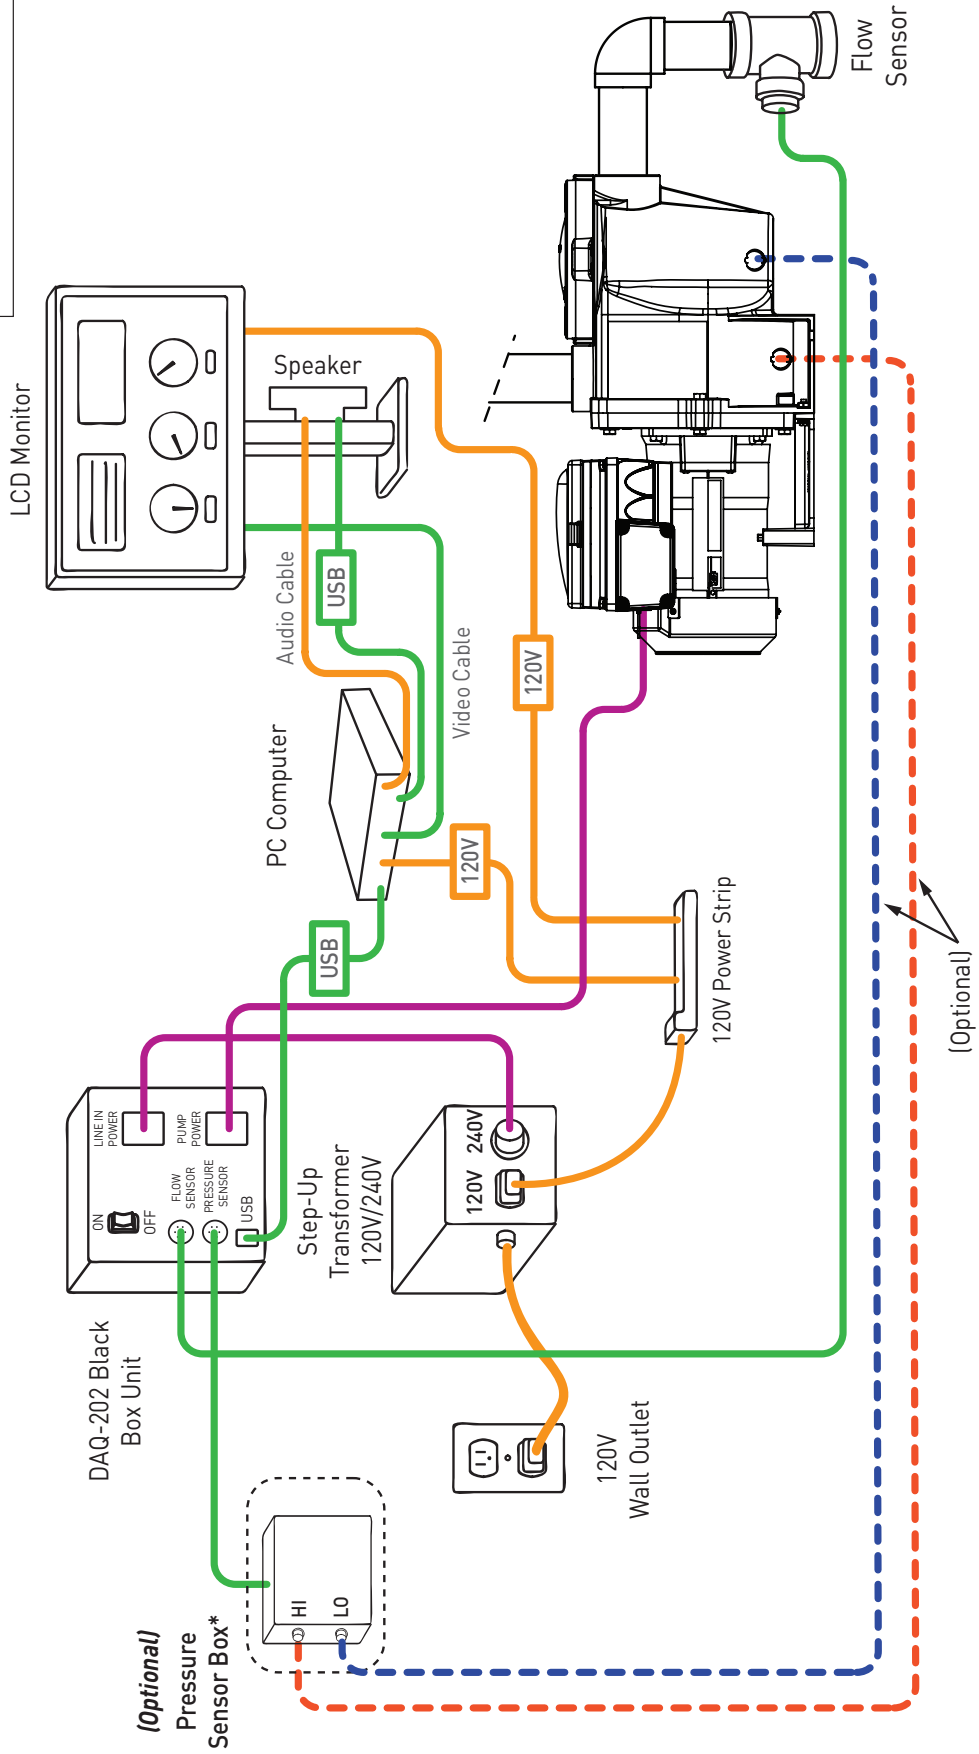 (Optional)
Pressure
Sensor Box*
HI
LO
DAQ-202 Black
Box Unit
ON
OFF
LINE IN
POWER
PUMP
POWER
FLOW
SENSOR
PRESSURE
SENSOR
USB
Step-Up
Transformer
120V/240V
120V
240V
120V
Wall Outlet
USB
PC Computer
120V
120V Power Strip
LCD Monitor
Speaker
Audio Cable
USB
Video Cable
120V
Flow
Sensor
(Optional)